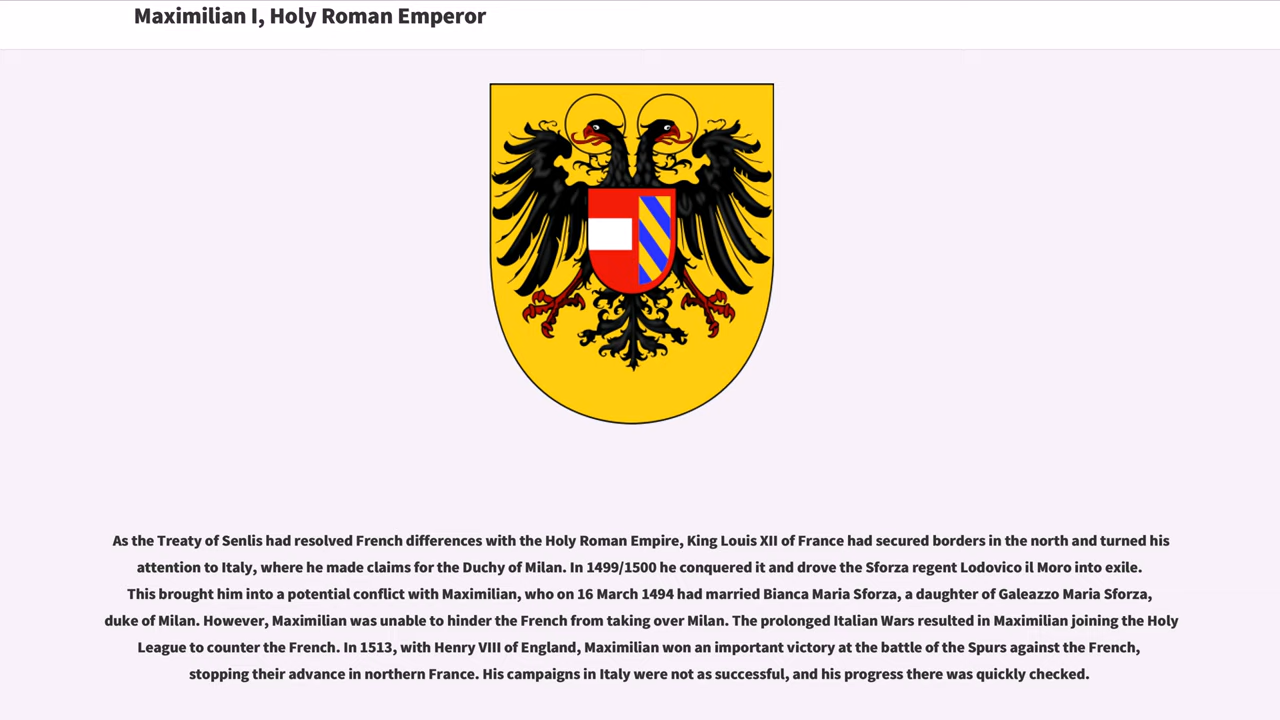 Maximilian I, Holy Roman Emperor
As the Treaty of Senlis had resolved French differences with the Holy Roman Empire, King Louis XII of France had secured borders in the north and turned his
attention to Italy, where he made claims for the Duchy of Milan. In 1499/1500 he conquered it and drove the Sforza regent Lodovico il Moro into exile.
This brought him into a potential conflict with Maximilian, who on 16 March 1494 had married Bianca Maria Sforza, a daughter of Galeazzo Maria Sforza,
duke of Milan. However, Maximilian was unable to hinder the French from taking over Milan. The prolonged Italian Wars resulted in Maximilian joining the Holy
League to counter the French. In 1513, with Henry VIII of England, Maximilian won an important victory at the battle of the Spurs against the French,
stopping their advance in northern France. His campaigns in Italy were not as successful, and his progress there was quickly checked.